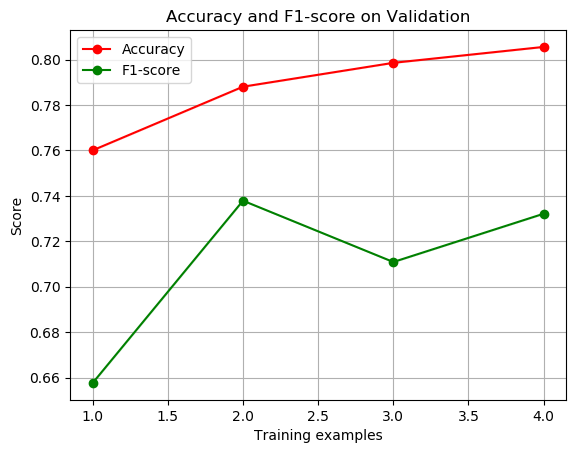 Accuracy and F1-score on Validation
Accuracy
F1-score
0.80
0.78
0.76
0.74
0.72
0.70
0.68
0.66
Score
1.0 1.5 2.0 2.5 3.0 3.5 4.0
Training examples